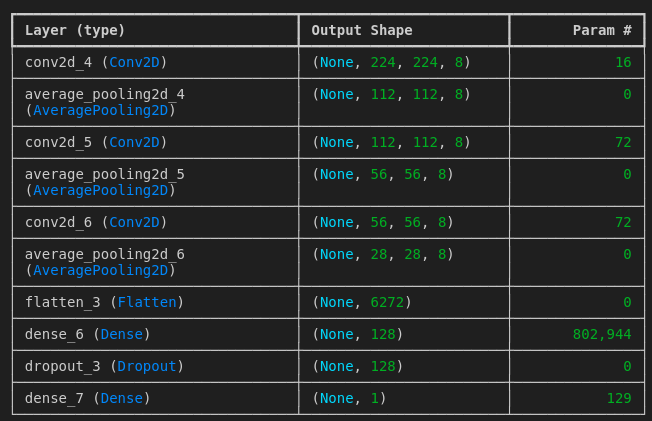 Layer (type) Output Shape Param #
conv2d_4 (Conv2D) (None, 224, 224, 8) 16
average_pooling2d_4 (None, 112, 112, 8) 0
(AveragePooling2D)
conv2d_5 (Conv2D) (None, 112, 112, 8) 72
average_pooling2d_5 (None, 56, 56, 8) 0
(AveragePooling2D)
conv2d_6 (Conv2D) (None, 56, 56, 8) 72
average_pooling2d_6 (None, 28, 28, 8) 0
(AveragePooling2D)
flatten_3 (Flatten) (None, 6272) 0
dense_6 (Dense) (None, 128) 802,944
dropout_3 (Dropout) (None, 128) 0
dense_7 (Dense) (None, 1) 129